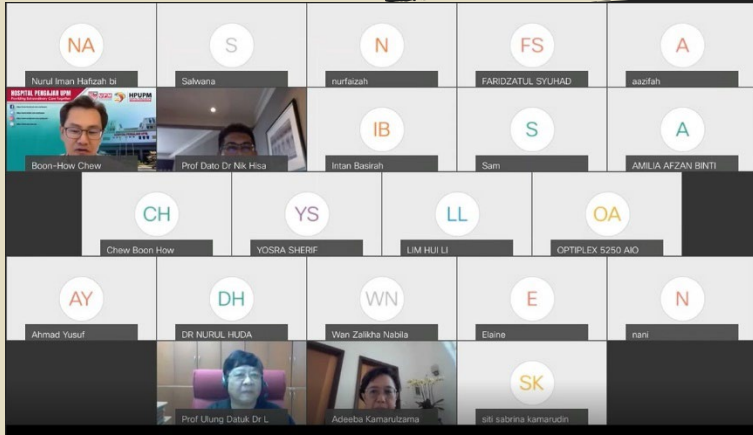 NA
S
N
FS
A
Nurul Iman Hafizah bi
Salwana
nurfaizah
FARIDZATUL SYUHAD
aazifah
HOSPITAL PENGAJAR UPM
HPUPM
IB
S
A
Boon-How Chew
Prof Dato Dr Nik Hisa
Intan Basirah
Sam
AMILIA AFZAN BINTI
CH
YS
LL
OA
Chew Boon How
YOSRA SHERIF
LIM HUI LI
OPTIPLEX 5250 AIO
AY
DH
WN
E
N
Ahmad Yusuf
DR NURUL HUDA
Wan Zalikha Nabila
Elaine
nani
SK
Prof Ulung Datuk Dr L
Adeeba Kamarulzama
siti sabrina kamarudin